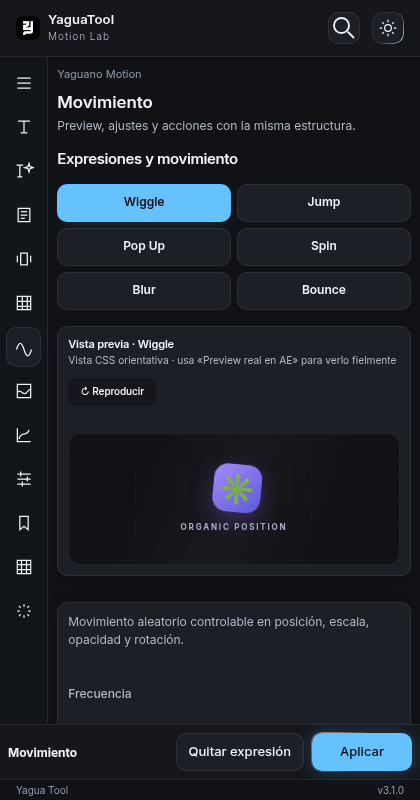 YaguaTool
Motion Lab
Yaguano Motion
Movimiento
Preview, ajustes y acciones con la misma estructura.
Expresiones y movimiento
Wiggle
Jump
Pop Up
Spin
Blur
Bounce
Vista previa · Wiggle
Vista CSS orientativa · usa «Preview real en AE» para verlo fielmente
↻ Reproducir
ORGANIC POSITION
Movimiento aleatorio controlable en posición, escala,
opacidad y rotación.
Frecuencia
Movimiento
Quitar expresión
Aplicar
Yagua Tool
v3.1.0